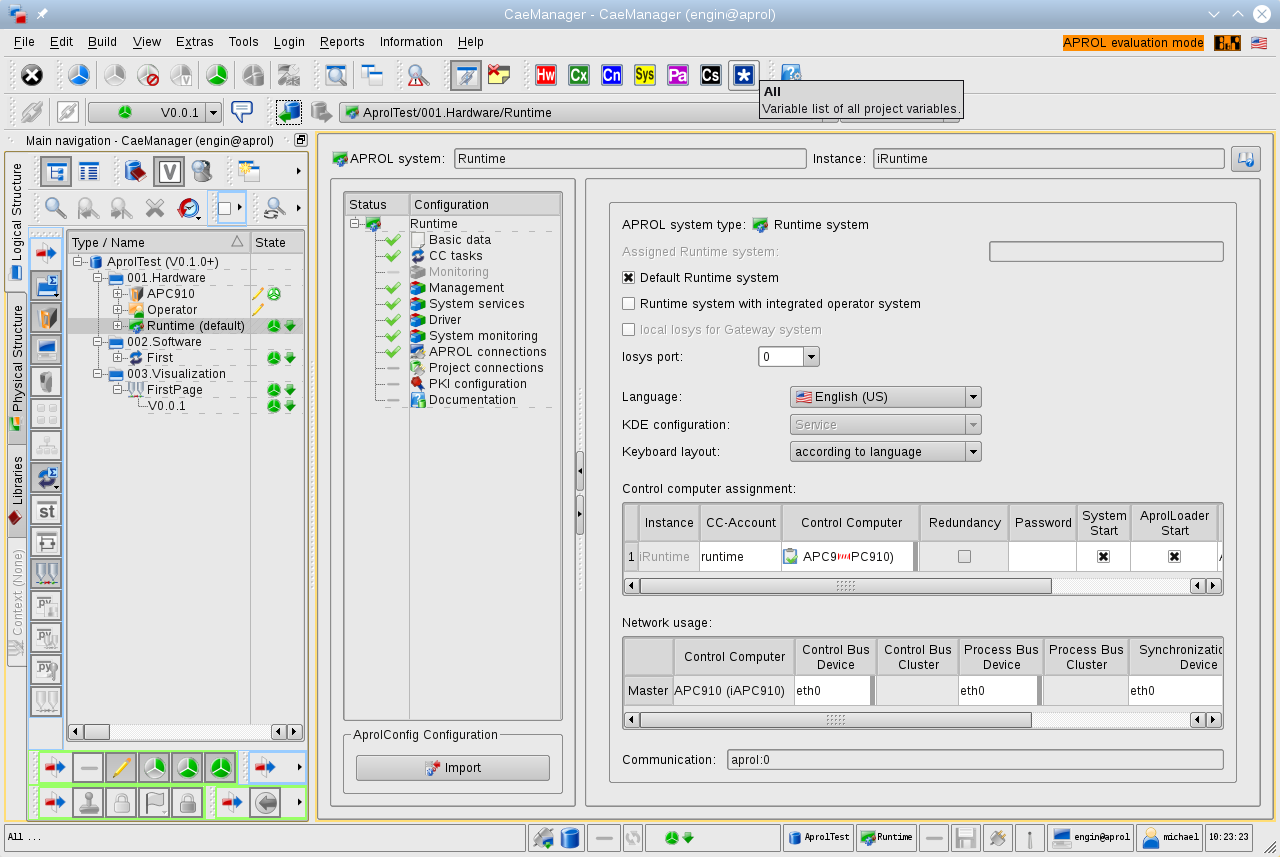 CaeManager - CaeManager (engin@aprol)
File Edit Build View Extras Tools Login Reports Information Help
APROL evaluation mode
Hw Cx Cn Sys Pa Cs
All
Variable list of all project variables.
V0.0.1
AprolTest/001.Hardware/Runtime
Main navigation - CaeManager (engin@aprol)
Logical Structure
Physical Structure
Libraries
Context (None)
Type / Name State
AprolTest (V0.1.0+)
001.Hardware
APC910
Operator
Runtime (default)
002.Software
First
003.Visualization
FirstPage
V0.0.1
st
APROL system: Runtime Instance: iRuntime
Status Configuration
Runtime
Basic data
CC tasks
Monitoring
Management
System services
Driver
System monitoring
APROL connections
Project connections
PKI configuration
Documentation
AprolConfig Configuration
Import
APROL system type: Runtime system
Assigned Runtime system:
Default Runtime system
Runtime system with integrated operator system
local Iosys for Gateway system
Iosys port: 0
Language: English (US)
KDE configuration: Service
Keyboard layout: according to language
Control computer assignment:
Instance CC-Account Control Computer Redundancy Password System Start AprolLoader Start
1 iRuntime runtime APC9 PC910)
Network usage:
Control Computer Control Bus Device Control Bus Cluster Process Bus Device Process Bus Cluster Synchronizatic Device
Master APC910 (iAPC910) eth0 eth0 eth0
Communication: aprol:0
All ...
AprolTest Runtime engin@aprol michael 10:23:23